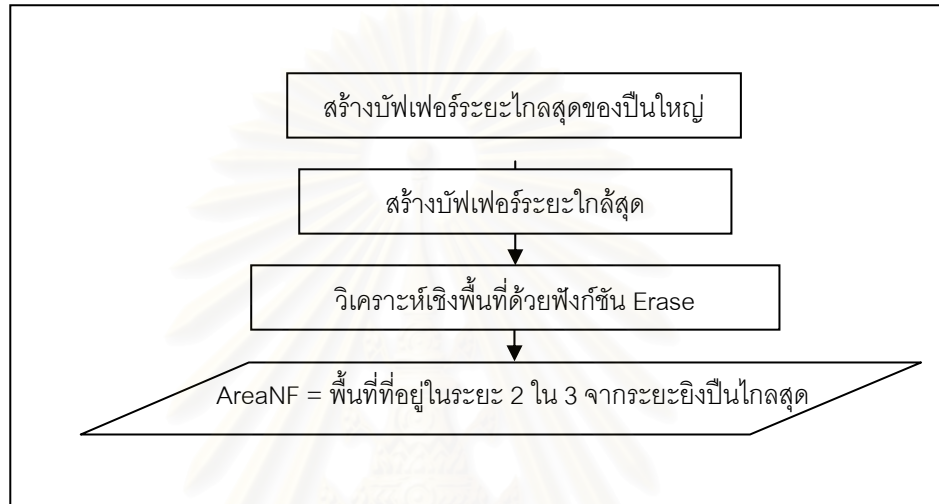 สร้างบัฟเฟอร์ระยะไกลสุดของปืนใหญ่
สร้างบัฟเฟอร์ระยะใกล้สุด
วิเคราะห์เชิงพื้นที่ด้วยฟังก์ชัน Erase
AreaNF = พื้นที่ที่อยู่ในระยะ 2 ใน 3 จากระยะยิงปืนไกลสุด